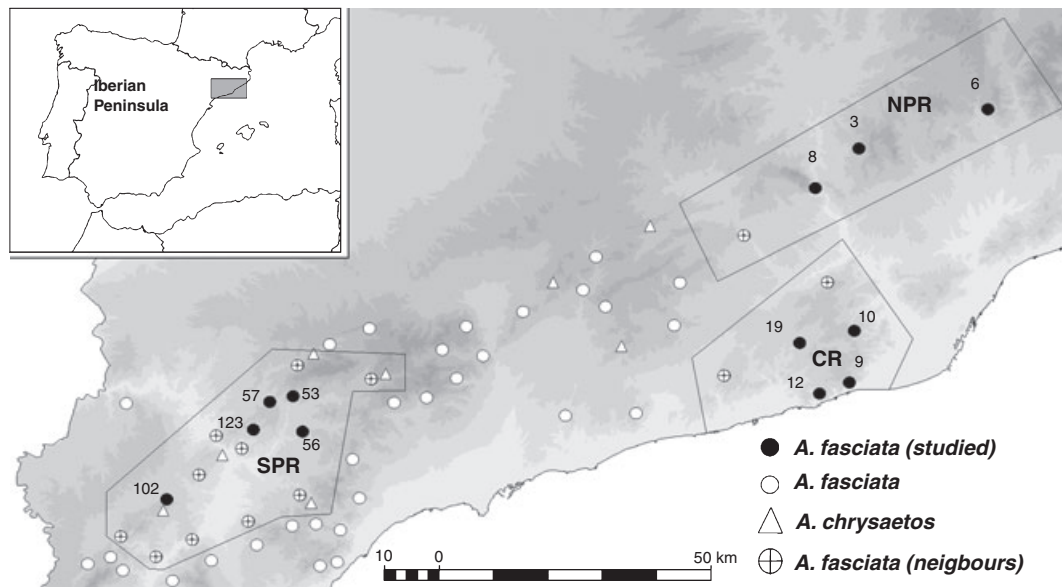 Iberian
Peninsula
NPR
6
3
8
10
19
CR
9
12
57
53
123
56
SPR
102
A. fasciata (studied)
A. fasciata
A. chrysaetos
A. fasciata (neigbours)
10 0 50 km